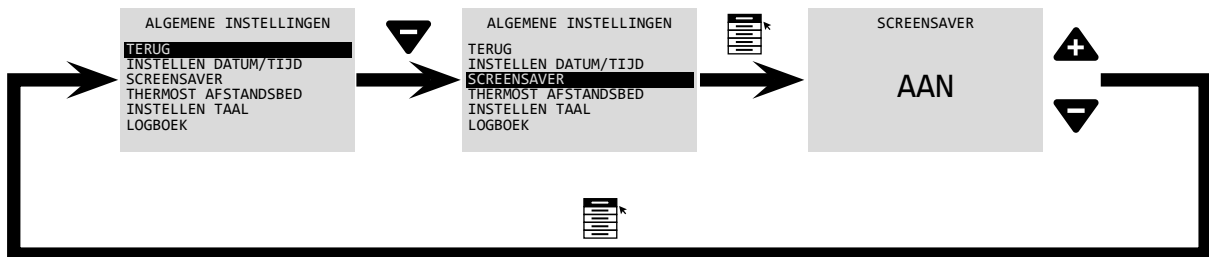 ALGEMENE INSTELLINGEN
TERUG
INSTELLEN DATUM/TIJD
SCREENSAVER
THERMOST AFSTANDSBED
INSTELLEN TAAL
LOGBOEK
ALGEMENE INSTELLINGEN
TERUG
INSTELLEN DATUM/TIJD
SCREENSAVER
THERMOST AFSTANDSBED
INSTELLEN TAAL
LOGBOEK
SCREENSAVER
AAN